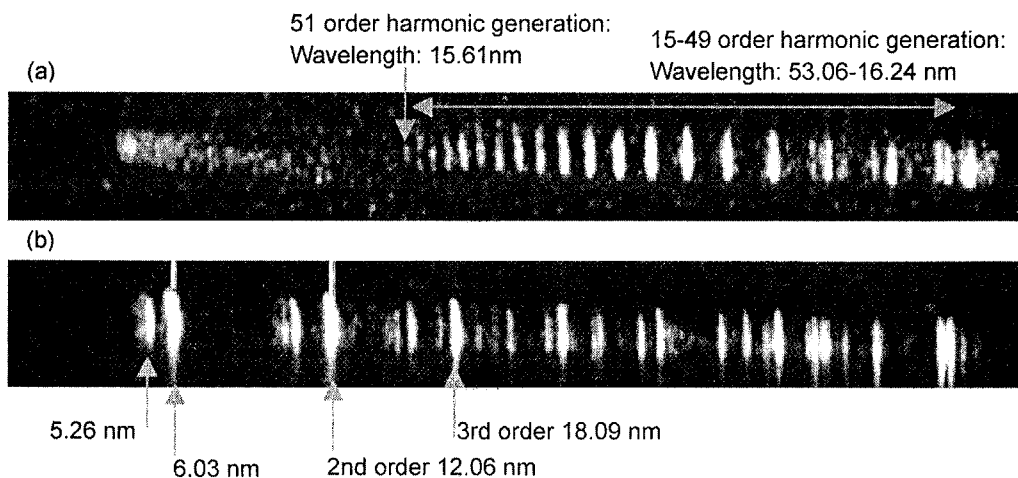 51 order harmonic generation:
Wavelength: 15.61nm
15-49 order harmonic generation:
Wavelength: 53.06-16.24 nm
(a)
(b)
5.26 nm
3rd order 18.09 nm
6.03 nm
2nd order 12.06 nm